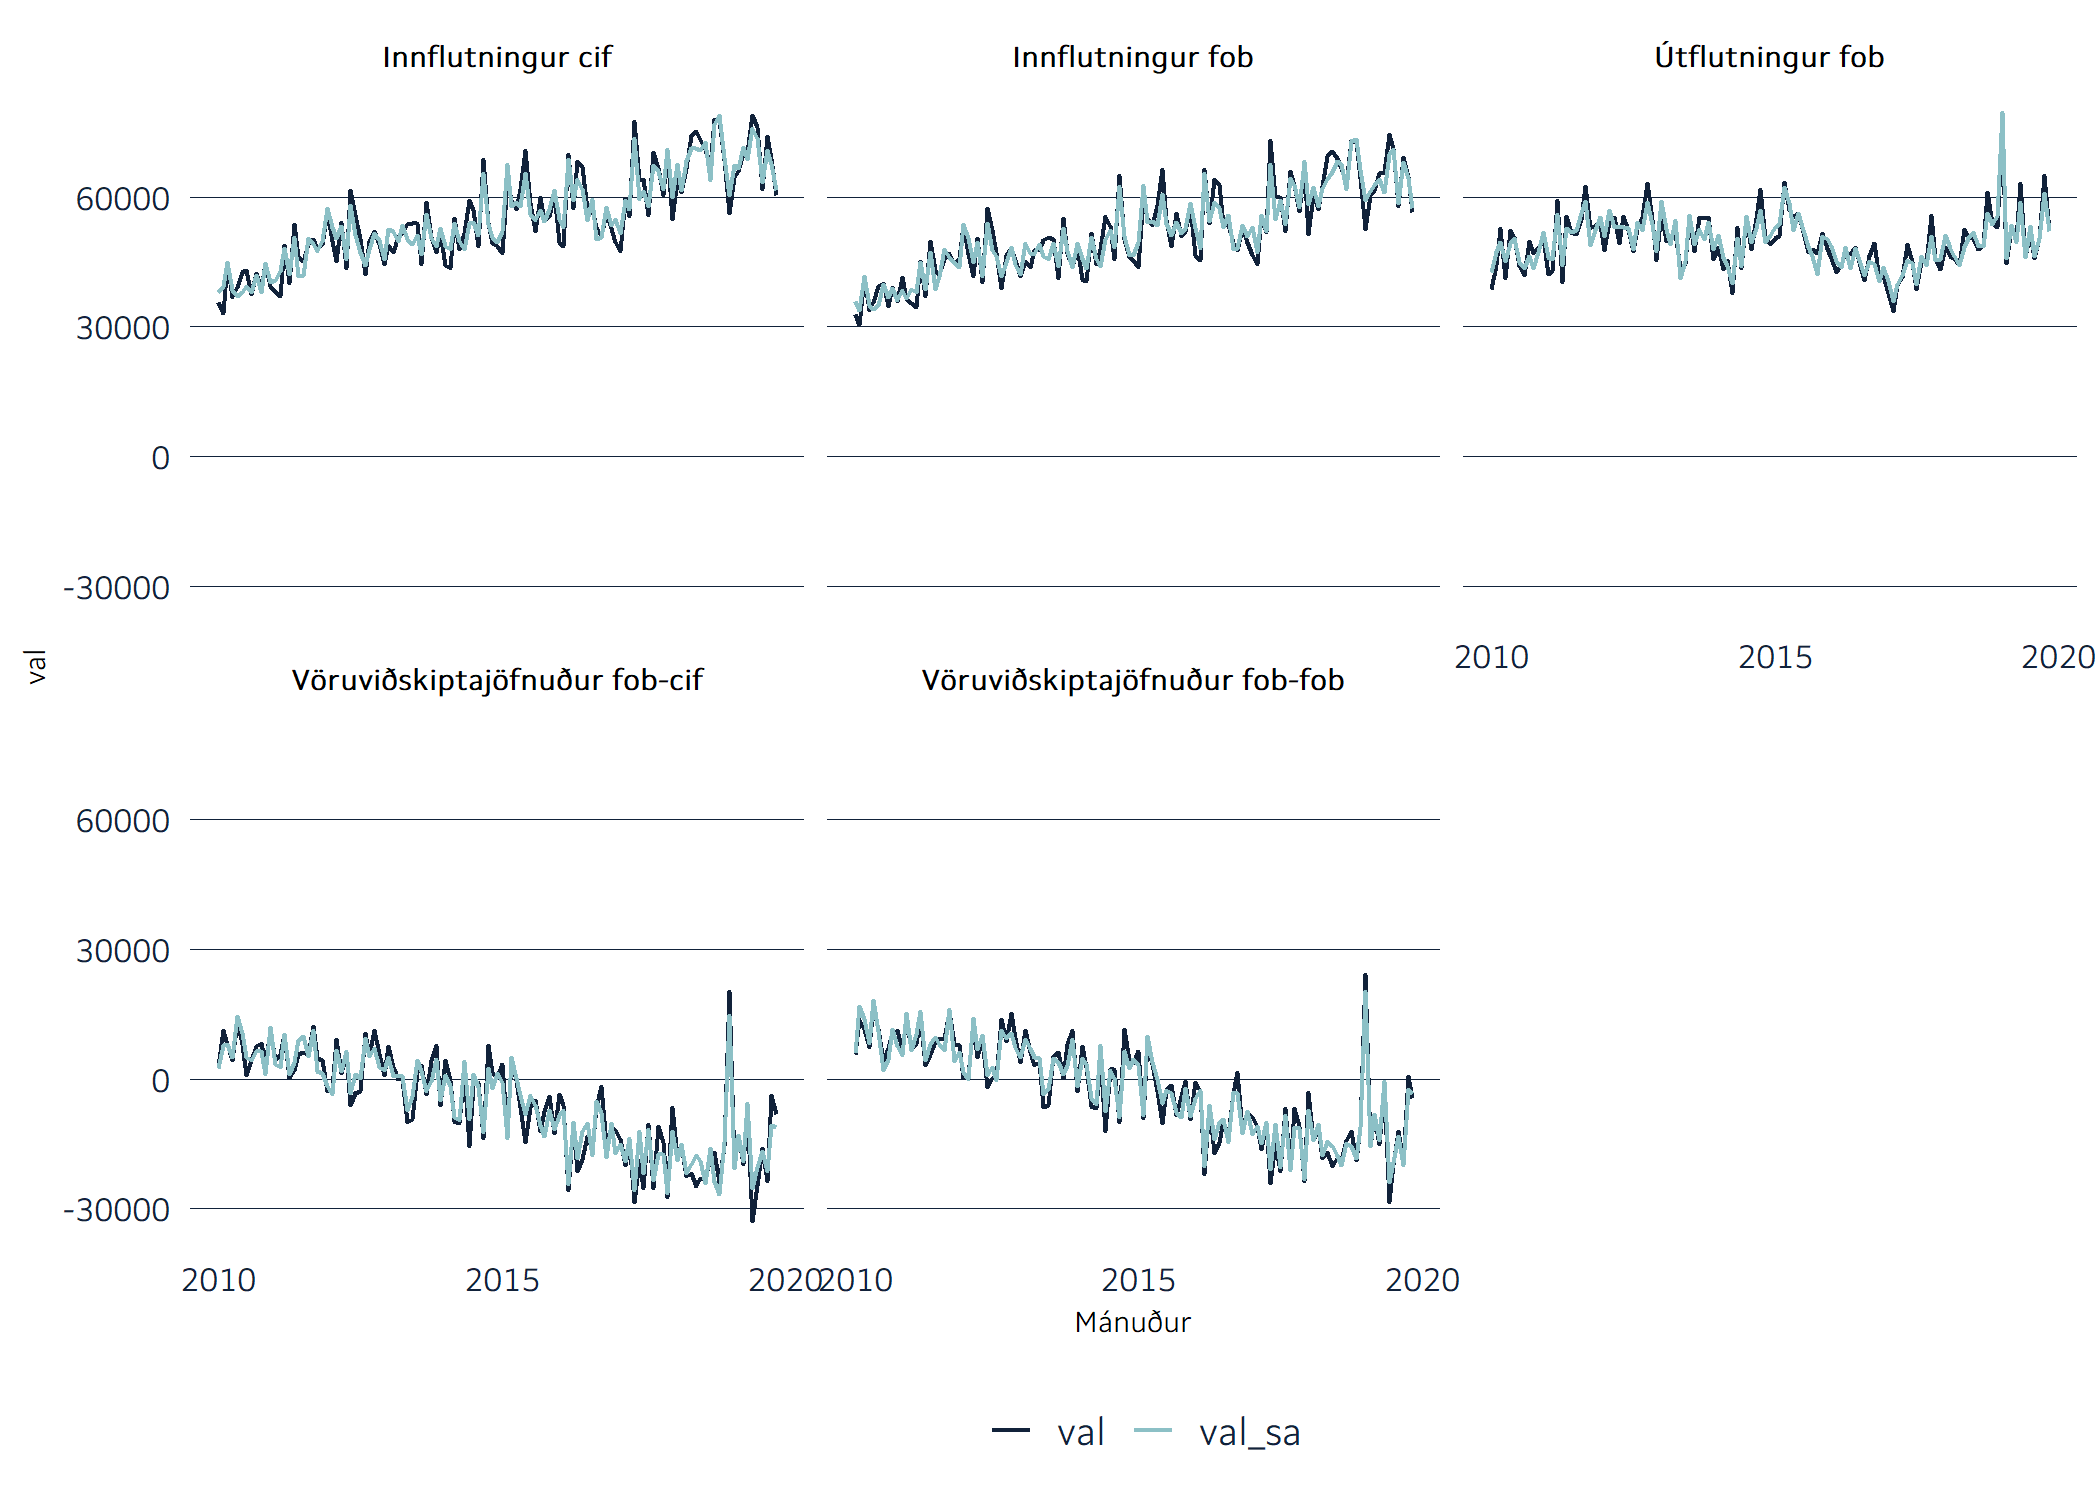 Innflutningur cif
Innflutningur fob
Útflutningur fob
60000
30000
0
-30000
2010 2015 2020
val
Vöruviðskiptajöfnuður fob-cif
Vöruviðskiptajöfnuður fob-fob
60000
30000
0
-30000
2010 2015 2020
2010 2015 2020
Mánuður
val val_sa